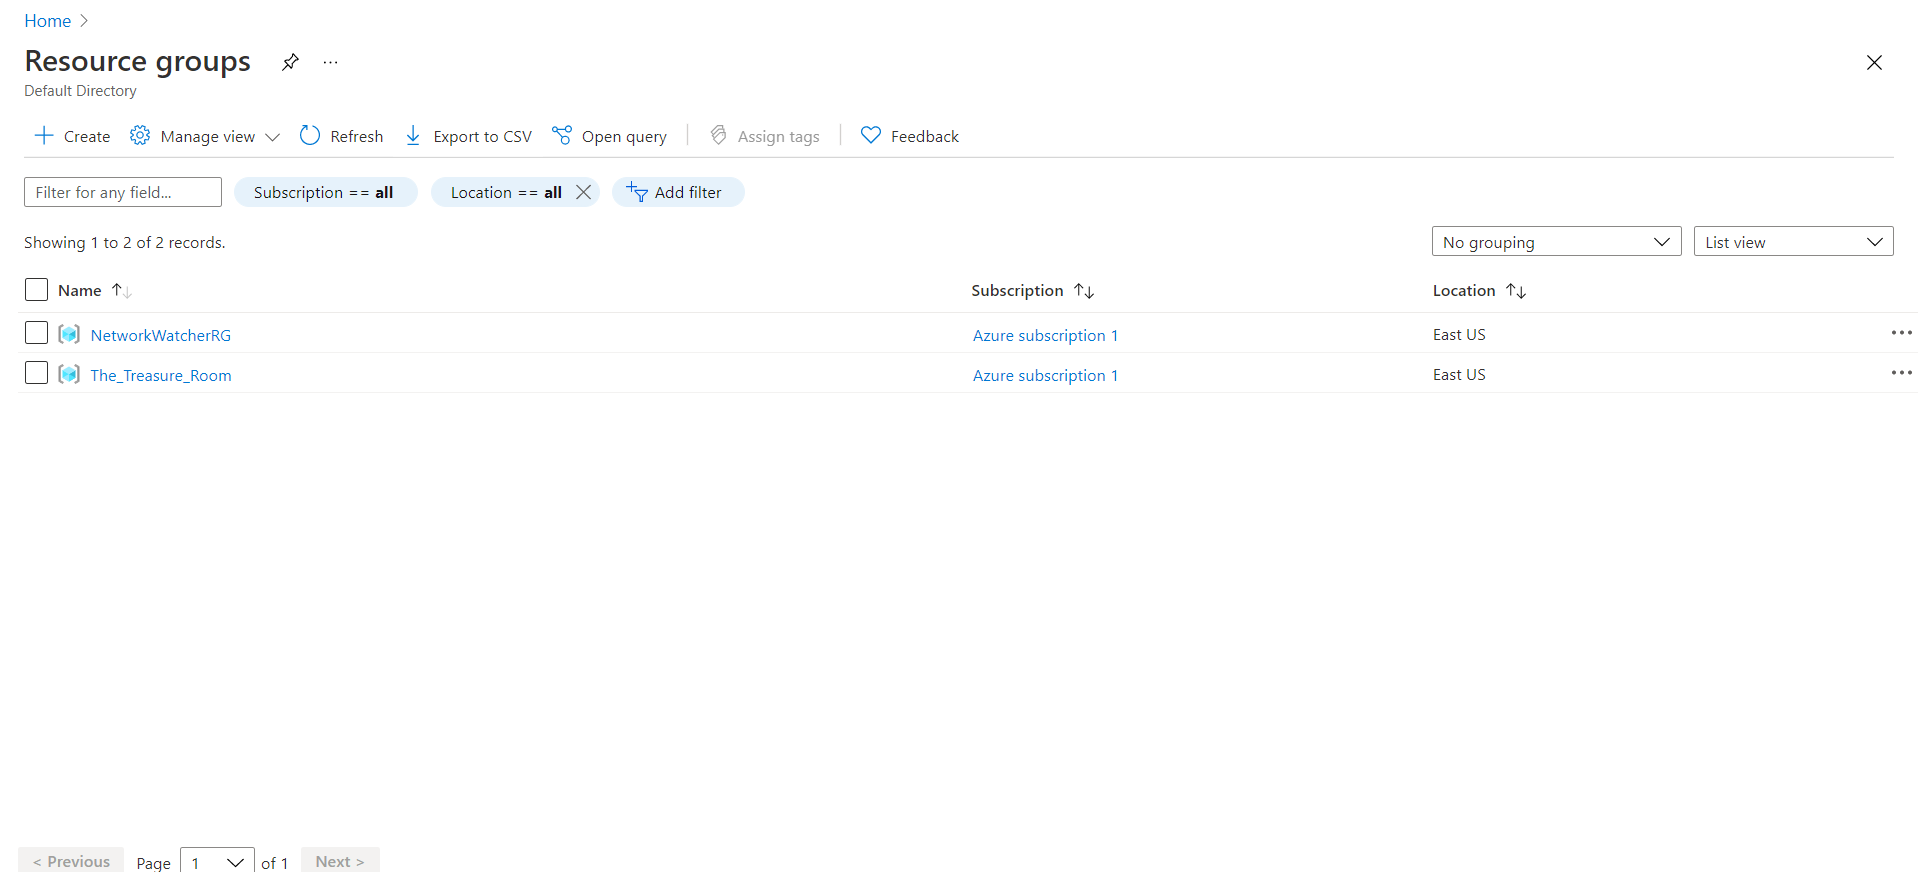 Home
Resource groups
Default Directory
Create Manage view Refresh Export to CSV Open query Assign tags Feedback
Filter for any field... Subscription == all Location == all Add filter
Showing 1 to 2 of 2 records. No grouping List view
Name Subscription Location
NetworkWatcherRG Azure subscription 1 East US
The_Treasure_Room Azure subscription 1 East US
< Previous Page 1 of 1 Next >